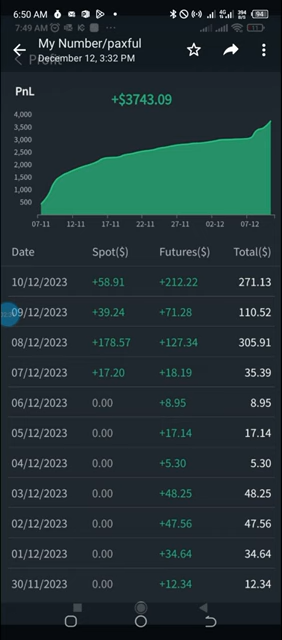 6:50 AM
394 B/s
94
7:49 AM
My Number/paxful
December 12, 3:32 PM
Profit
PnL
+$3743.09
4,000
3,500
3,000
2,500
2,000
1,500
1,000
500
07-11 12-11 17-11 22-11 27-11 02-12 07-12
Date Spot($) Futures($) Total($)
10/12/2023 +58.91 +212.22 271.13
09/12/2023 +39.24 +71.28 110.52
08/12/2023 +178.57 +127.34 305.91
07/12/2023 +17.20 +18.19 35.39
06/12/2023 0.00 +8.95 8.95
05/12/2023 0.00 +17.14 17.14
04/12/2023 0.00 +5.30 5.30
03/12/2023 0.00 +48.25 48.25
02/12/2023 0.00 +47.56 47.56
01/12/2023 0.00 +34.64 34.64
30/11/2023 0.00 +12.34 12.34